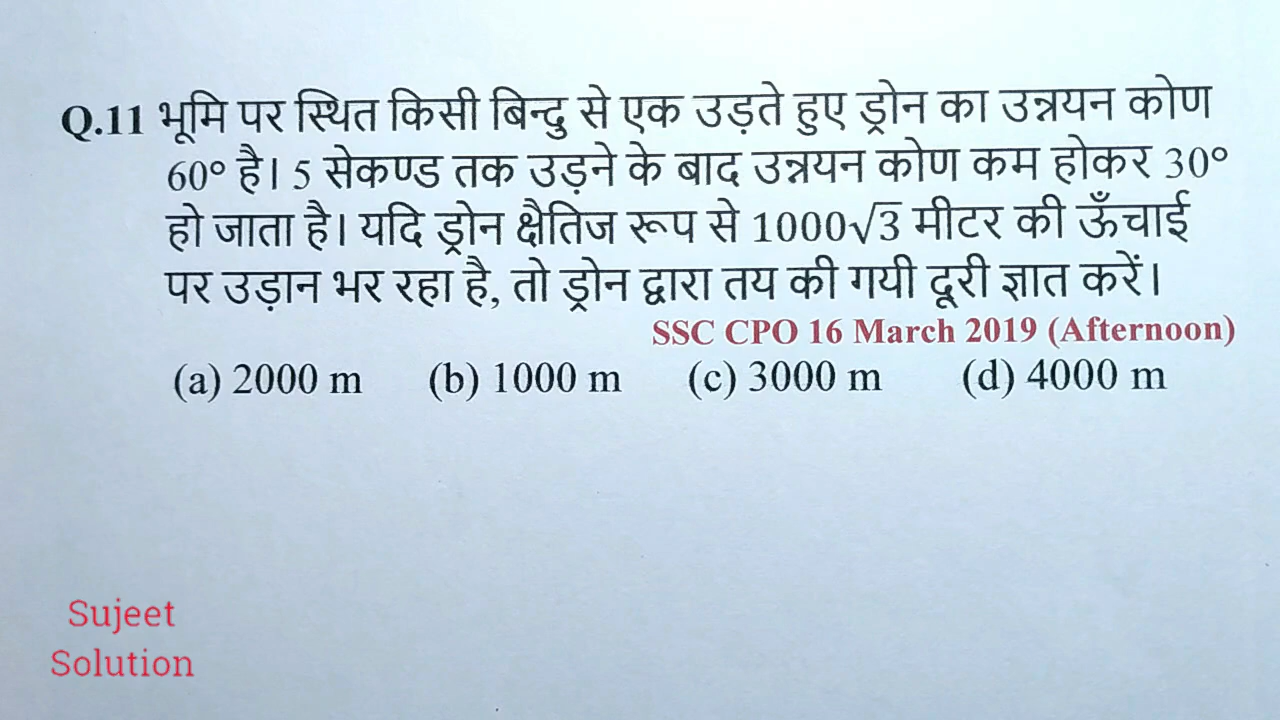 Q.11 भूमि पर स्थित किसी बिन्दु से एक उड़ते हुए ड्रोन का उन्नयन कोण
60° है। 5 सेकण्ड तक उड़ने के बाद उन्नयन कोण कम होकर 30°
हो जाता है। यदि ड्रोन क्षैतिज रूप से 1000√3 मीटर की ऊँचाई
पर उड़ान भर रहा है, तो ड्रोन द्वारा तय की गयी दूरी ज्ञात करें।
SSC CPO 16 March 2019 (Afternoon)
(a) 2000 m (b) 1000 m (c) 3000 m (d) 4000 m
Sujeet
Solution